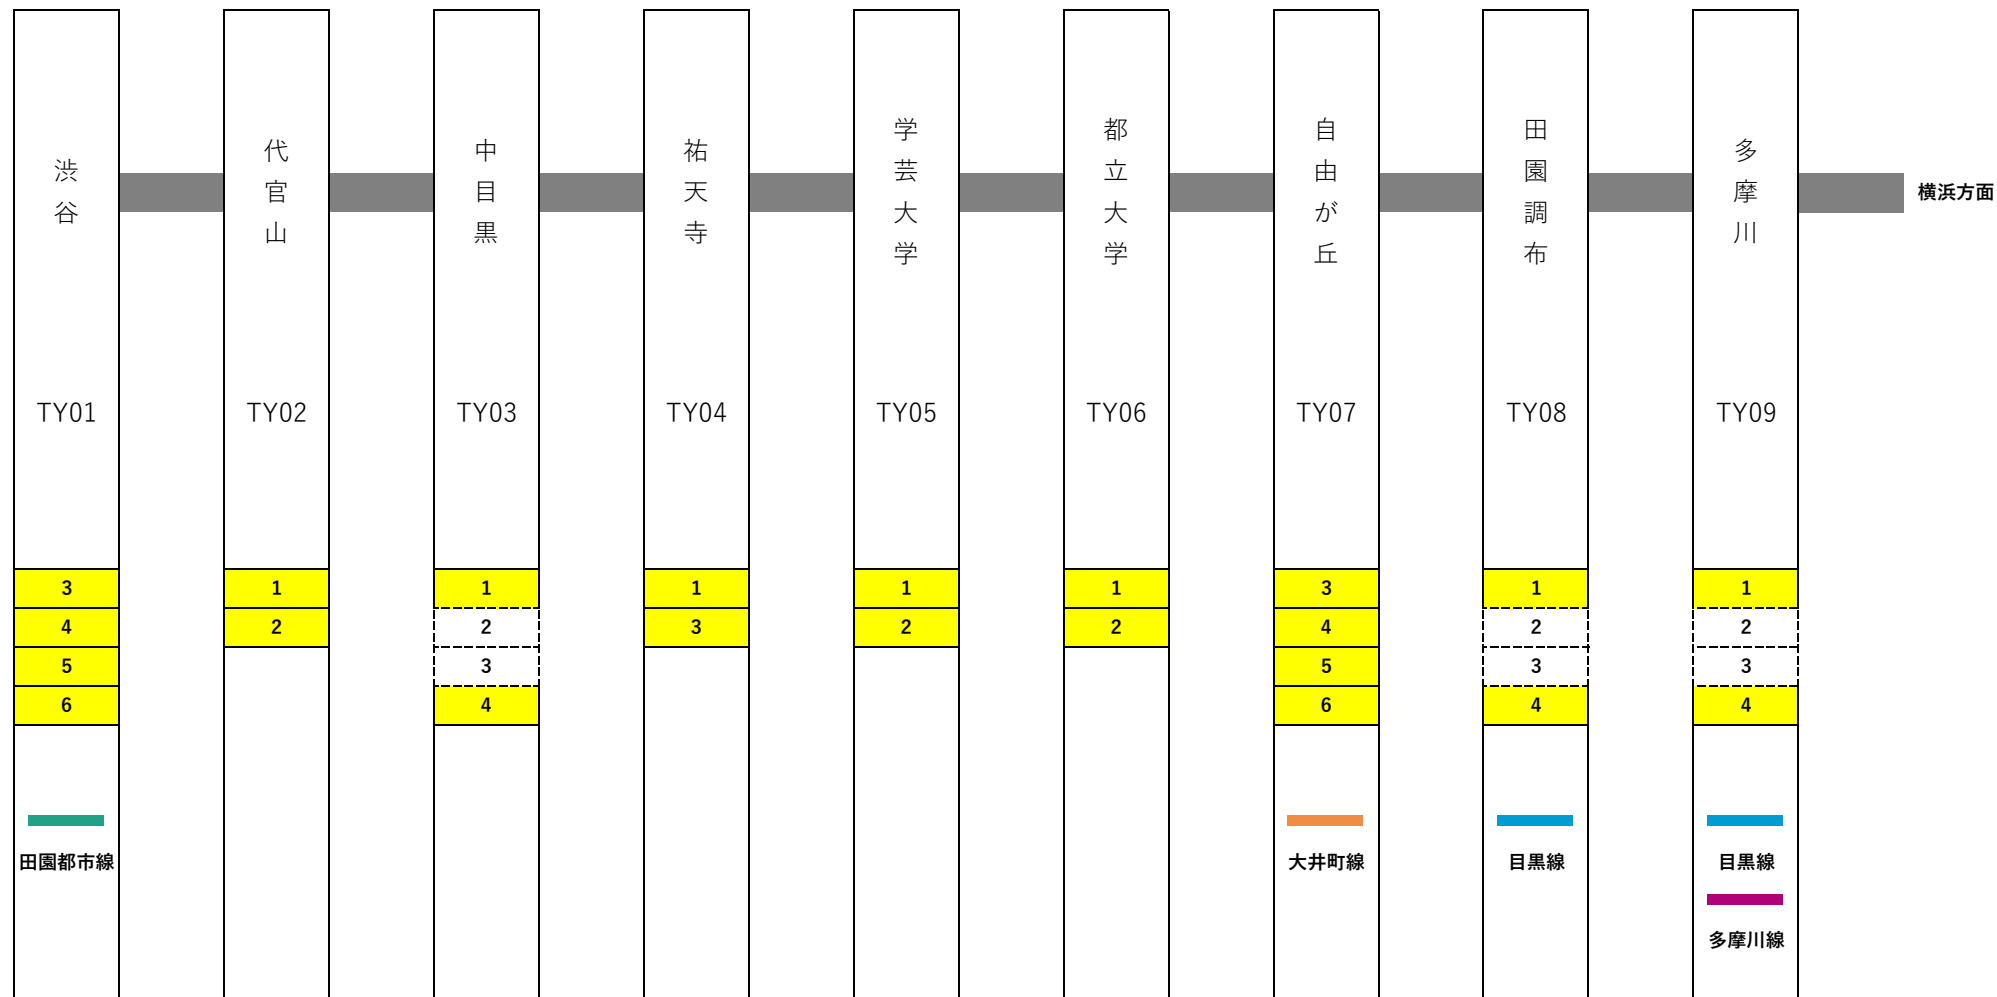 渋谷
代官山
中目黒
祐天寺
学芸大学
都立大学
自由が丘
田園調布
多摩川
横浜方面
TY01
TY02
TY03
TY04
TY05
TY06
TY07
TY08
TY09
3 1 1 1 1 1 3 1 1
4 2 2 3 2 2 4 2 2
5 3 5 3 3
6 4 6 4 4
田園都市線
大井町線
目黒線
目黒線
多摩川線